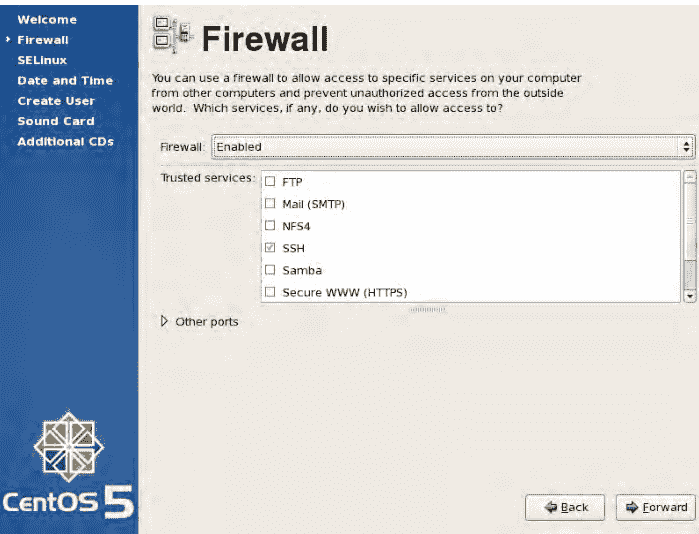 Welcome
Firewall
SELinux
Date and Time
Create User
Sound Card
Additional CDs
CentOS 5
Firewall
You can use a firewall to allow access to specific services on your computer
from other computers and prevent unauthorized access from the outside
world. Which services, if any, do you wish to allow access to?
Firewall: Enabled
Trusted services:
FTP
Mail (SMTP)
NFS4
SSH
Samba
Secure WWW (HTTPS)
Other ports
Back
Forward